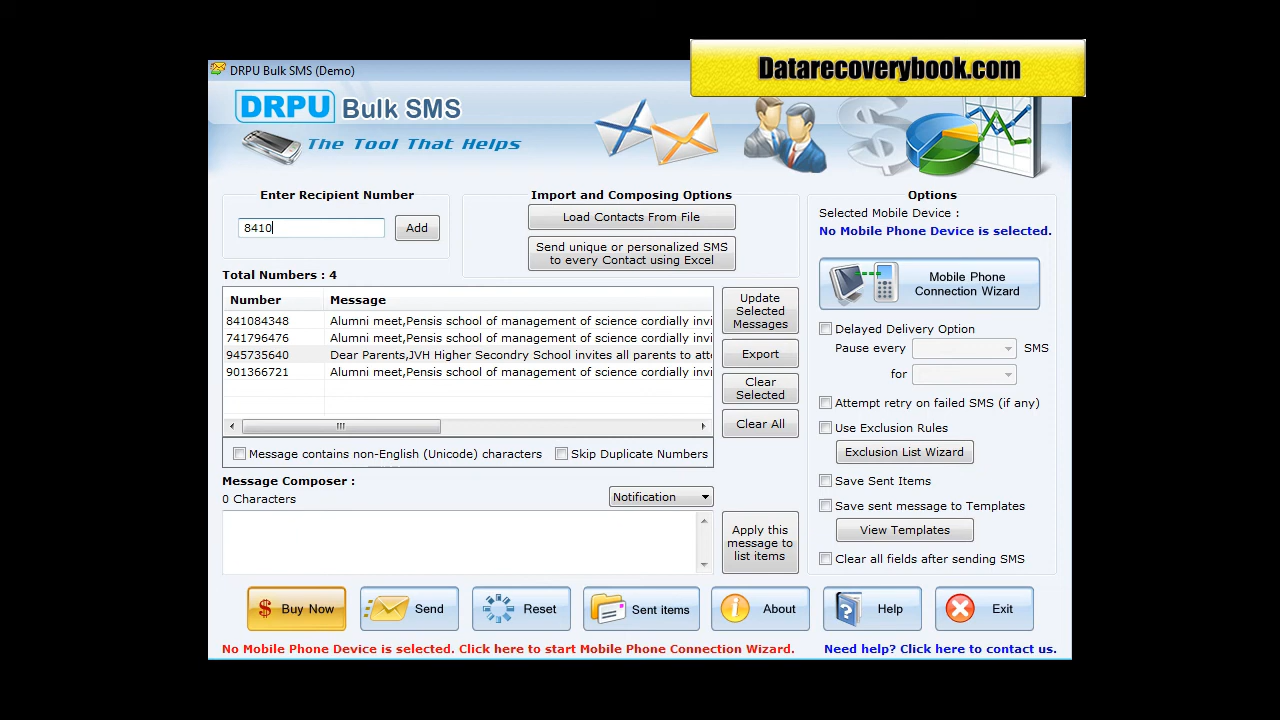 Datarecoverybook.com
DRPU Bulk SMS (Demo)
DRPU Bulk SMS
The Tool That Helps
Enter Recipient Number
8410
Add
Import and Composing Options
Load Contacts From File
Send unique or personalized SMS
to every Contact using Excel
Options
Selected Mobile Device :
No Mobile Phone Device is selected.
Mobile Phone
Connection Wizard
Total Numbers : 4
Number Message
841084348 Alumni meet,Pensis school of management of science cordially invi
741796476 Alumni meet,Pensis school of management of science cordially invi
945735640 Dear Parents,JVH Higher Secondry School invites all parents to att
901366721 Alumni meet,Pensis school of management of science cordially invi
Update
Selected
Messages
Export
Clear
Selected
Clear All
Message contains non-English (Unicode) characters
Skip Duplicate Numbers
Delayed Delivery Option
Pause every SMS
for
Attempt retry on failed SMS (if any)
Use Exclusion Rules
Exclusion List Wizard
Save Sent Items
Save sent message to Templates
View Templates
Clear all fields after sending SMS
Message Composer :
0 Characters
Notification
Apply this
message to
list items
Buy Now
Send
Reset
Sent items
About
Help
Exit
No Mobile Phone Device is selected. Click here to start Mobile Phone Connection Wizard.
Need help? Click here to contact us.